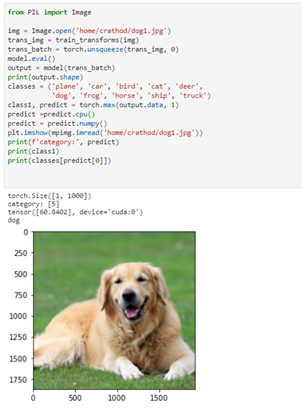 from PIL import Image
img = Image.open('home/crathod/dog1.jpg')
trans_img = train_transforms(img)
trans_batch = torch.unsqueeze(trans_img, 0)
model.eval()
output = model(trans_batch)
print(output.shape)
classes = ('plane', 'car', 'bird', 'cat', 'deer',
'dog', 'frog', 'horse', 'ship', 'truck')
class1, predict = torch.max(output.data, 1)
predict =predict.cpu()
predict = predict.numpy()
plt.imshow(mpimg.imread('home/crathod/dog1.jpg'))
print(f'category:', predict)
print(class1)
print(classes[predict[0]])
torch.Size([1, 1000])
category: [5]
tensor([60.8402], device='cuda:0')
dog
0
250
500
750
1000
1250
1500
1750
0 500 1000 1500